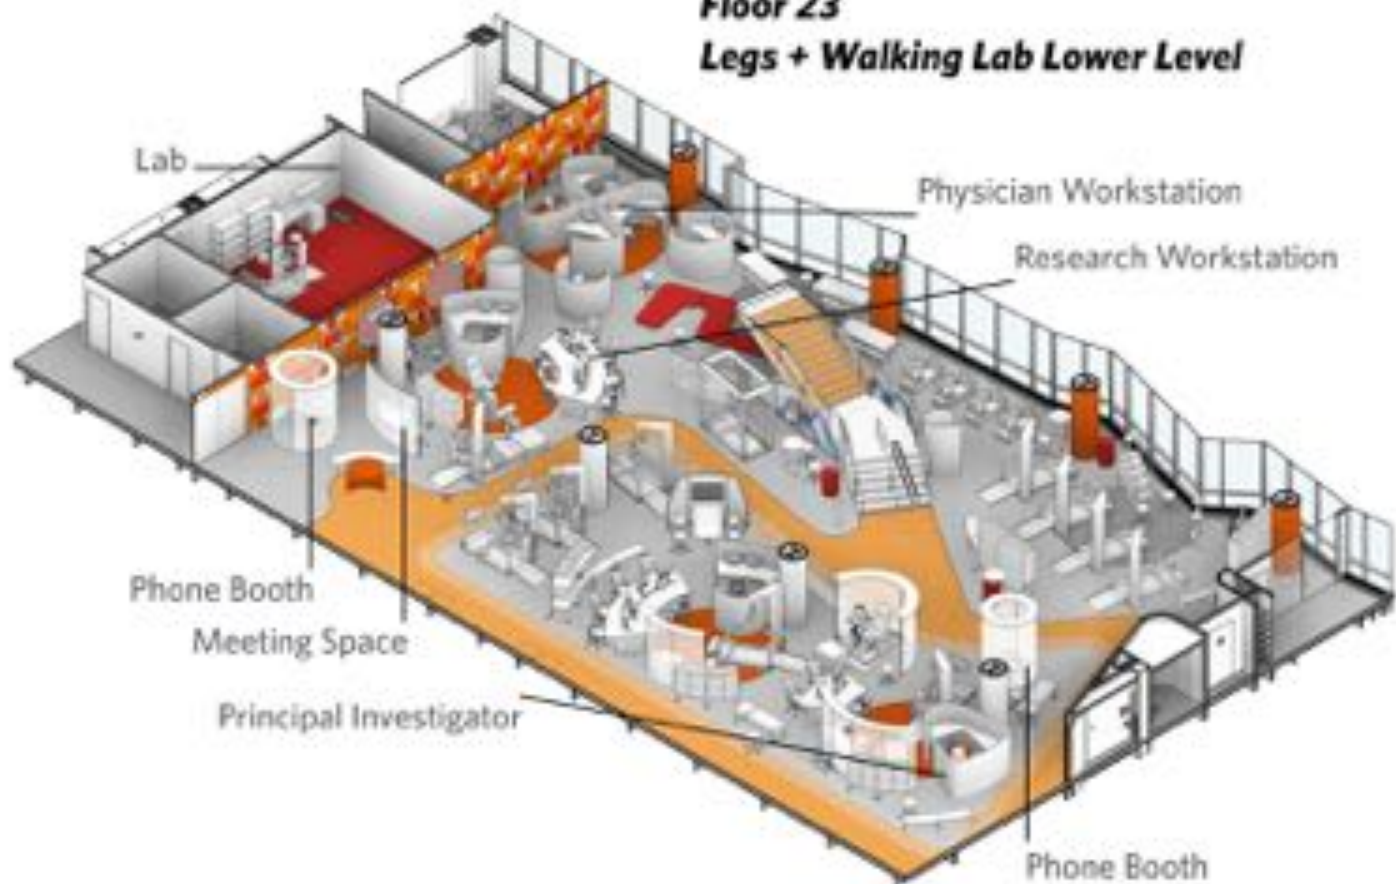 Floor 23
Legs + Walking Lab Lower Level
Lab
Physician Workstation
Research Workstation
Phone Booth
Meeting Space
Principal Investigator
Phone Booth